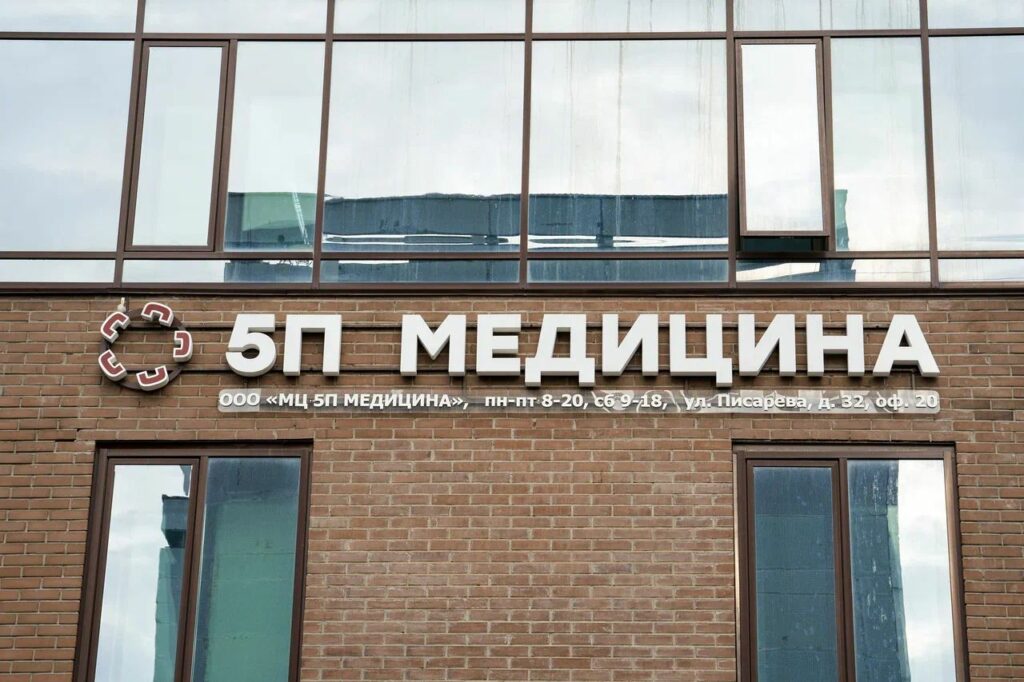 5П МЕДИЦИНА
ООО «МЦ 5П МЕДИЦИНА», пн-пт 8-20, сб 9-18, ул. Писарева, д. 32, оф. 20